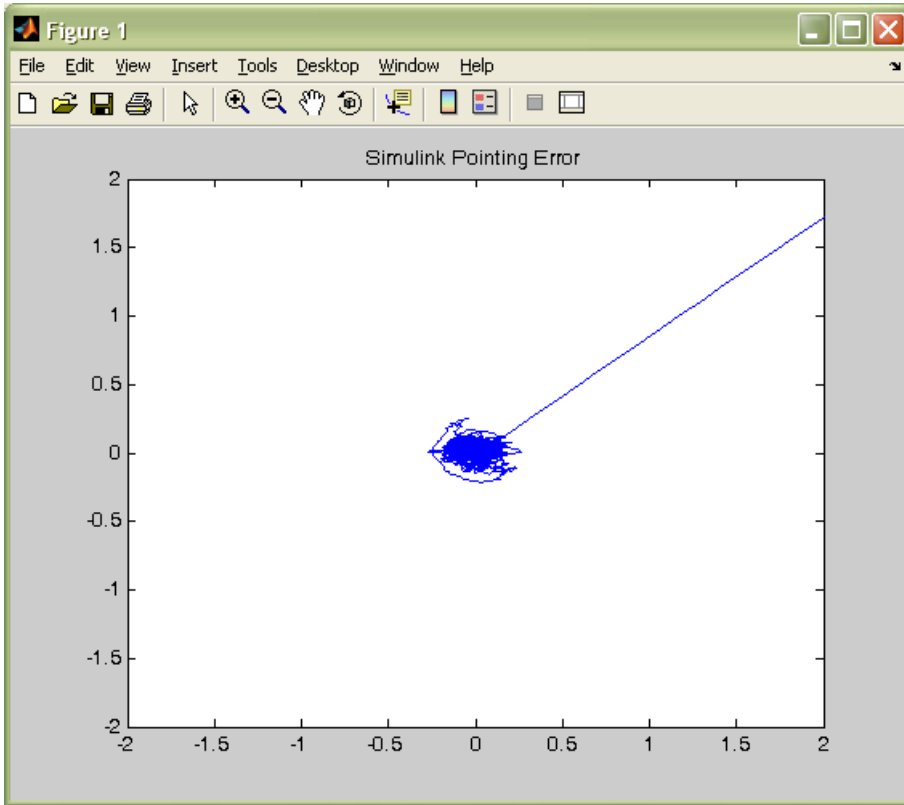 Figure 1
File Edit View Insert Tools Desktop Window Help
Simulink Pointing Error
2
1.5
1
0.5
0
-0.5
-1
-1.5
-2
-2 -1.5 -1 -0.5 0 0.5 1 1.5 2